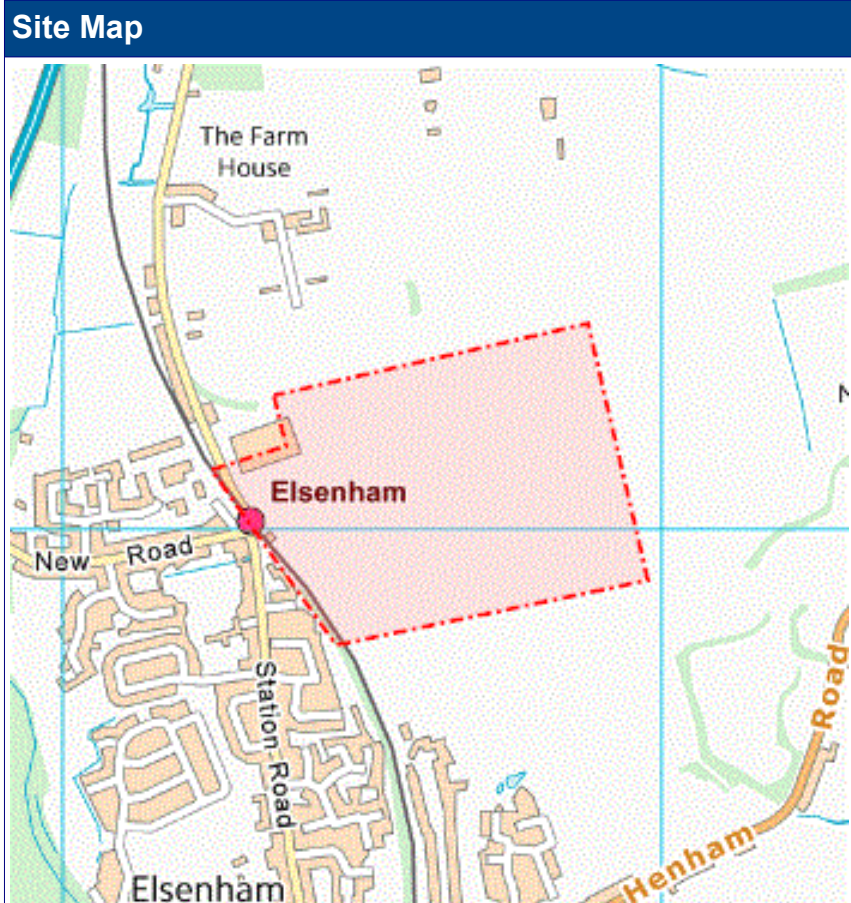 Site Map
The Farm
House
Elsenham
New Road
Station Road
Road
Henham
Elsenham